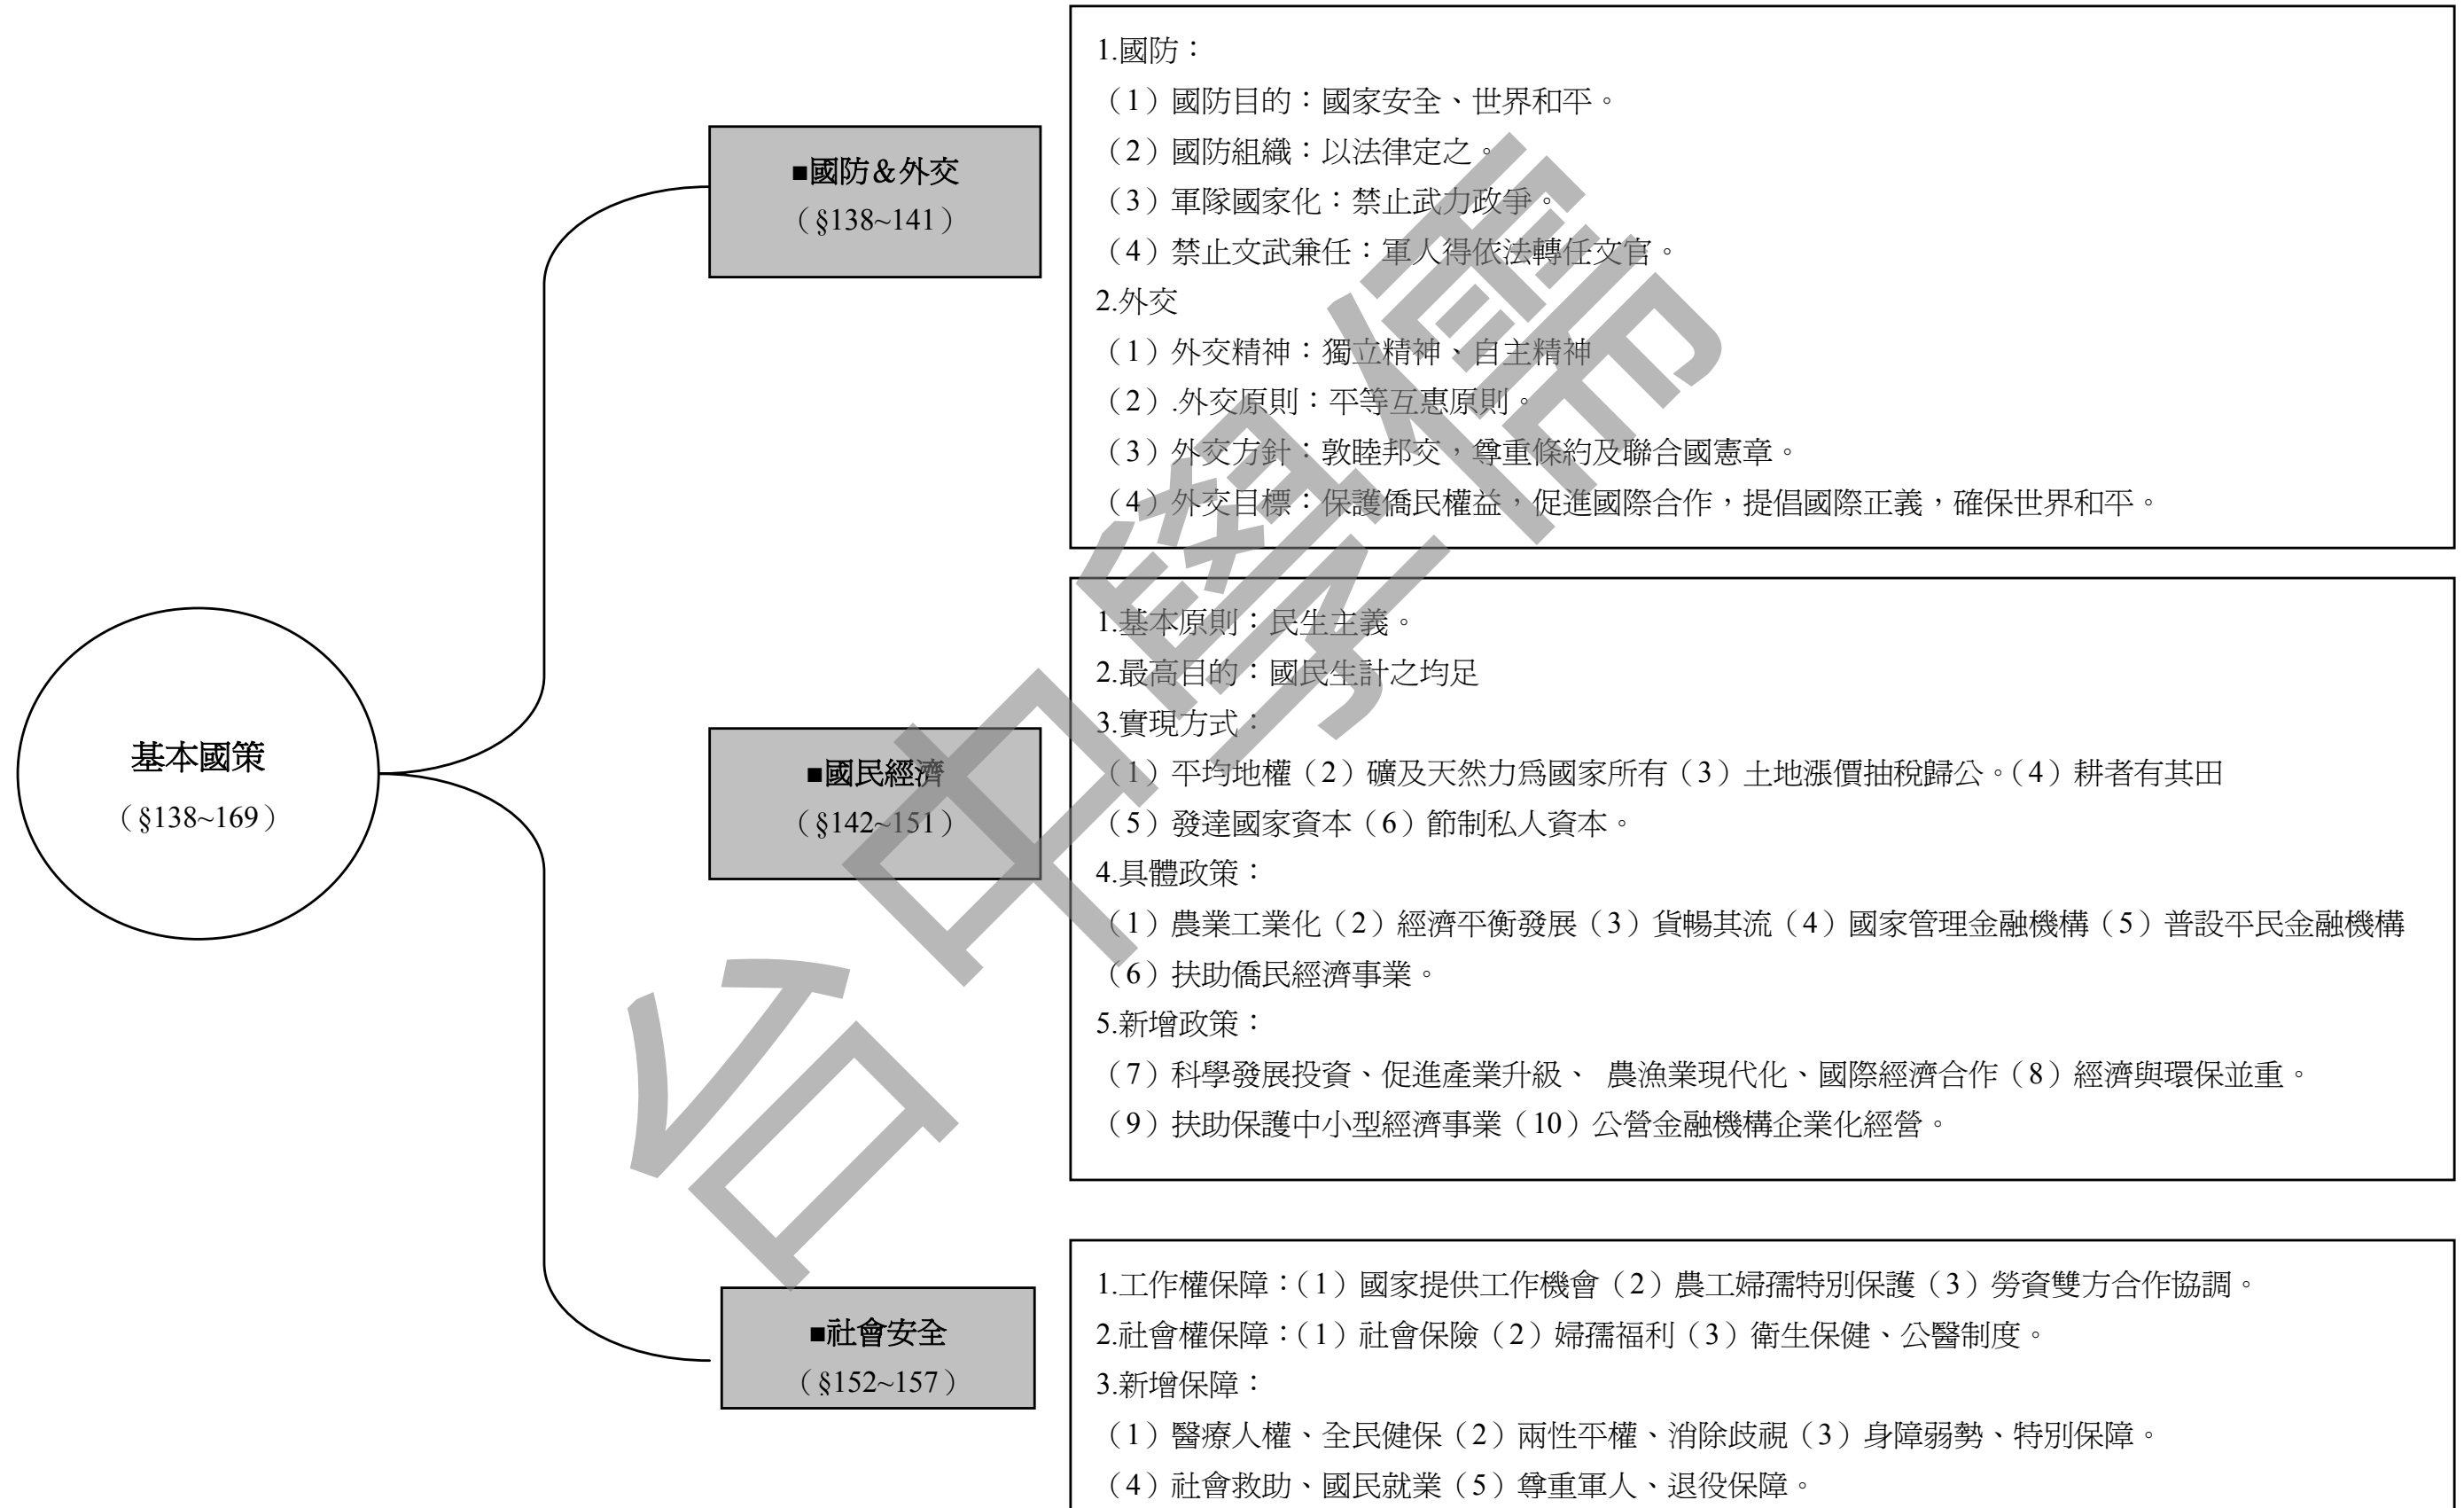 基本國策
（§138~169）
■國防＆外交
（§138~141）
1.國防：
（1）國防目的：國家安全、世界和平。
（2）國防組織：以法律定之。
（3）軍隊國家化：禁止武力政爭。
（4）禁止文武兼任：軍人得依法轉任文官。
2.外交
（1）外交精神：獨立精神、自主精神
（2）.外交原則：平等互惠原則。
（3）外交方針：敦睦邦交，尊重條約及聯合國憲章。
（4）外交目標：保護僑民權益，促進國際合作，提倡國際正義，確保世界和平。
■國民經濟
（§142~151）
1.基本原則：民生主義。
2.最高目的：國民生計之均足
3.實現方式：
（1）平均地權（2）礦及天然力為國家所有（3）土地漲價抽稅歸公。（4）耕者有其田
（5）發達國家資本（6）節制私人資本。
4.具體政策：
（1）農業工業化（2）經濟平衡發展（3）貨暢其流（4）國家管理金融機構（5）普設平民金融機構
（6）扶助僑民經濟事業。
5.新增政策：
（7）科學發展投資、促進產業升級、 農漁業現代化、國際經濟合作（8）經濟與環保並重。
（9）扶助保護中小型經濟事業（10）公營金融機構企業化經營。
■社會安全
（§152~157）
1.工作權保障：（1）國家提供工作機會（2）農工婦孺特別保護（3）勞資雙方合作協調。
2.社會權保障：（1）社會保險（2）婦孺福利（3）衛生保健、公醫制度。
3.新增保障：
（1）醫療人權、全民健保（2）兩性平權、消除歧視（3）身障弱勢、特別保障。
（4）社會救助、國民就業（5）尊重軍人、退役保障。
台中學儒